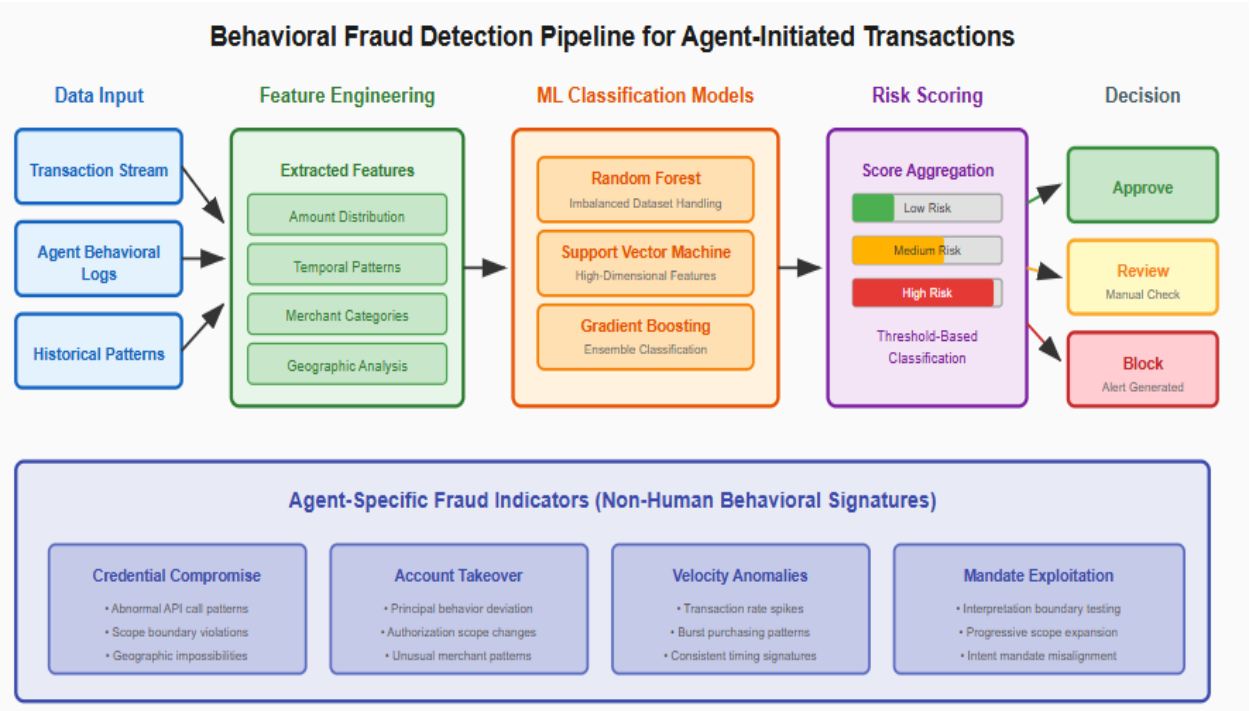 Behavioral Fraud Detection Pipeline for Agent-Initiated Transactions
Data Input
Feature Engineering
ML Classification Models
Risk Scoring
Decision
Transaction Stream
Agent Behavioral
Logs
Historical Patterns
Extracted Features
Amount Distribution
Temporal Patterns
Merchant Categories
Geographic Analysis
Random Forest
Imbalanced Dataset Handling
Support Vector Machine
High-Dimensional Features
Gradient Boosting
Ensemble Classification
Score Aggregation
Low Risk
Medium Risk
High Risk
Threshold-Based
Classification
Approve
Review
Manual Check
Block
Alert Generated
Agent-Specific Fraud Indicators (Non-Human Behavioral Signatures)
Credential Compromise
• Abnormal API call patterns
• Scope boundary violations
• Geographic impossibilities
Account Takeover
• Principal behavior deviation
• Authorization scope changes
• Unusual merchant patterns
Velocity Anomalies
• Transaction rate spikes
• Burst purchasing patterns
• Consistent timing signatures
Mandate Exploitation
• Interpretation boundary testing
• Progressive scope expansion
• Intent mandate misalignment